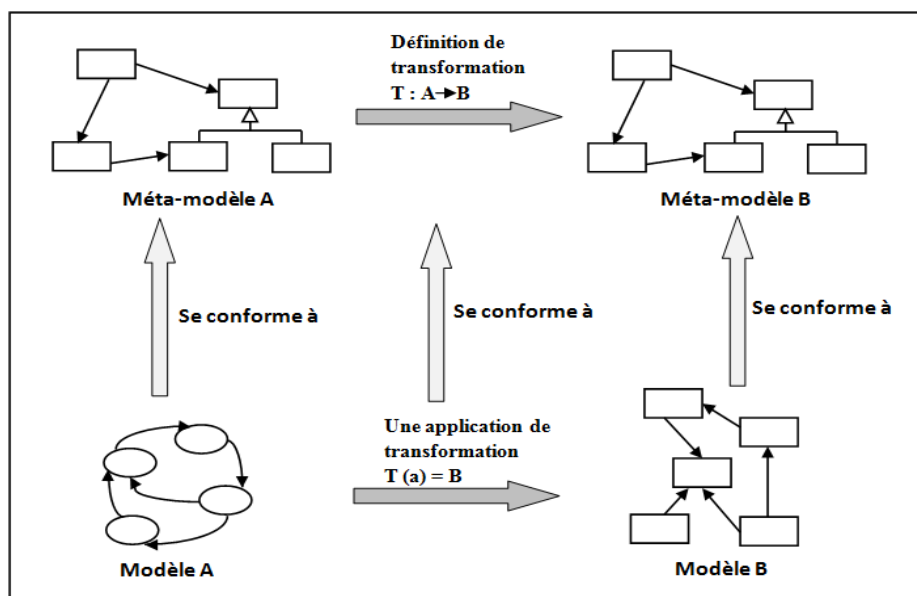 Définition de
transformation
T : A→B
Méta-modèle A
Méta-modèle B
Se conforme à
Se conforme à
Se conforme à
Une application de
transformation
T (a) = B
Modèle A
Modèle B